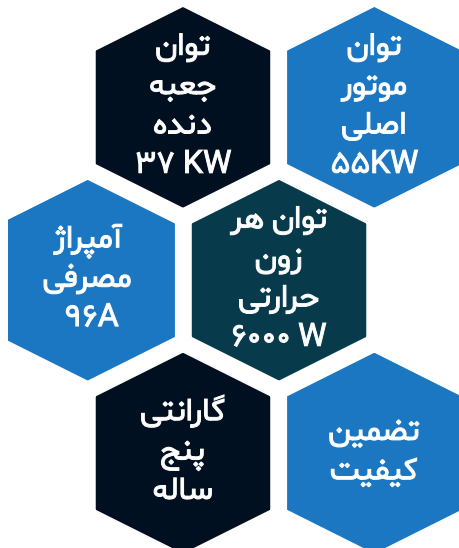 توان
موتور
اصلی
۵۵KW
توان
جعبه
دنده
۳۷ KW
توان هر
زون
حرارتی
۶۰۰۰ W
آمپراژ
مصرفی
۹۶A
تضمین
کیفیت
گارانتی
پنج
ساله